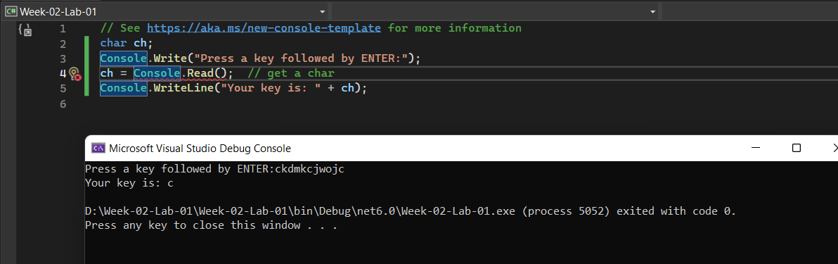 C# Week-02-Lab-01
1 // See https://aka.ms/new-console-template for more information
2 char ch;
3 Console.Write("Press a key followed by ENTER:");
4 ch = Console.Read();  // get a char
5 Console.WriteLine("Your key is: " + ch);
6
C:\ Microsoft Visual Studio Debug Console
Press a key followed by ENTER:ckdmkcjwojc
Your key is: c
D:\Week-02-Lab-01\Week-02-Lab-01\bin\Debug\net6.0\Week-02-Lab-01.exe (process 5052) exited with code 0.
Press any key to close this window . . .